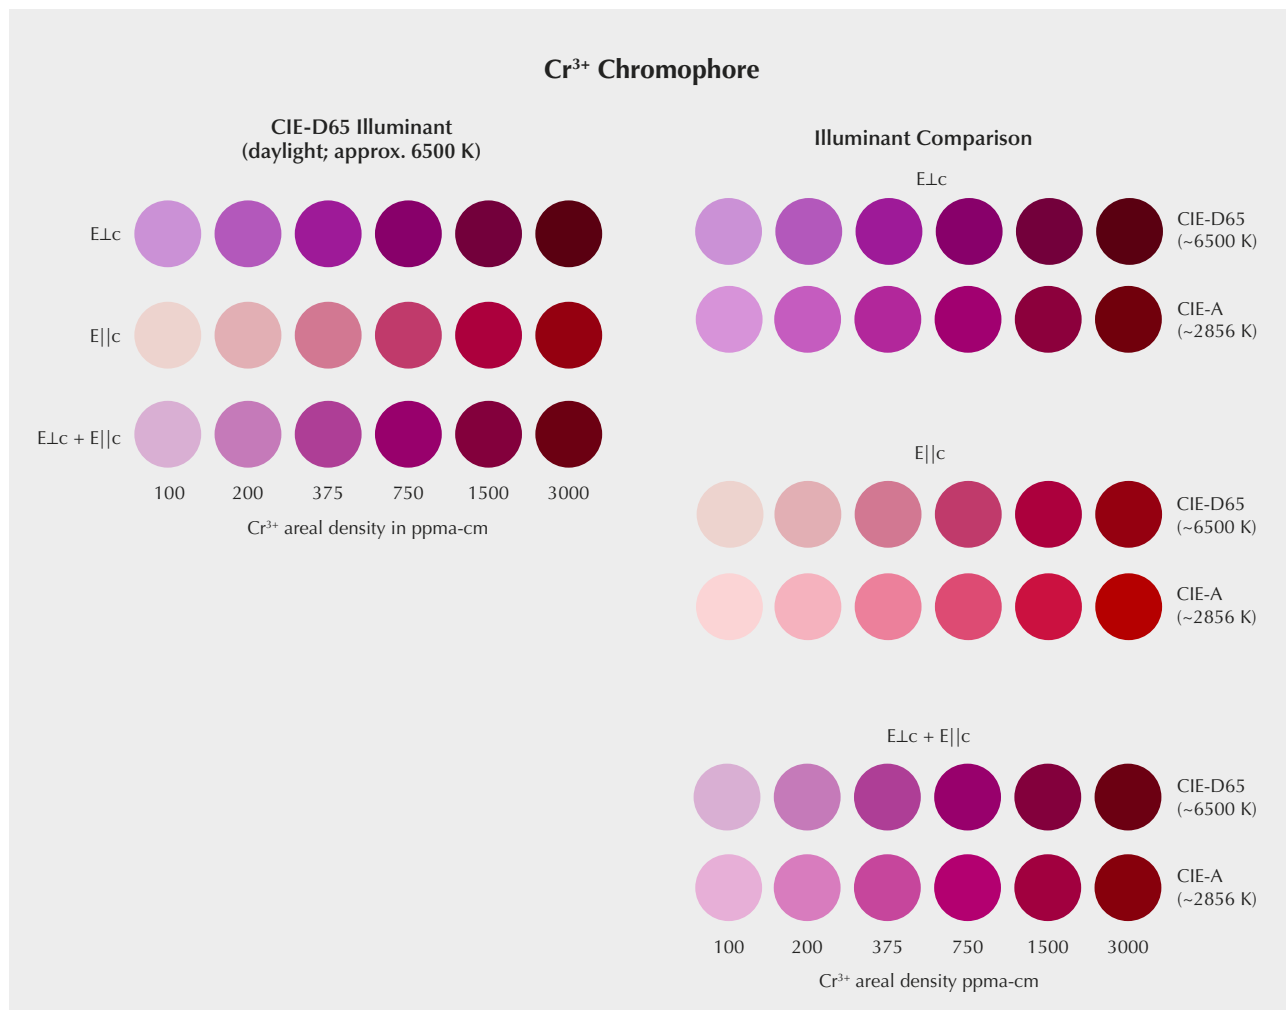 Cr³⁺ Chromophore
CIE-D65 Illuminant
(daylight; approx. 6500 K)
E⊥c
E||c
E⊥c + E||c
100 200 375 750 1500 3000
Cr³⁺ areal density in ppma-cm
Illuminant Comparison
E⊥c
CIE-D65
(~6500 K)
CIE-A
(~2856 K)
E||c
CIE-D65
(~6500 K)
CIE-A
(~2856 K)
E⊥c + E||c
CIE-D65
(~6500 K)
CIE-A
(~2856 K)
100 200 375 750 1500 3000
Cr³⁺ areal density ppma-cm